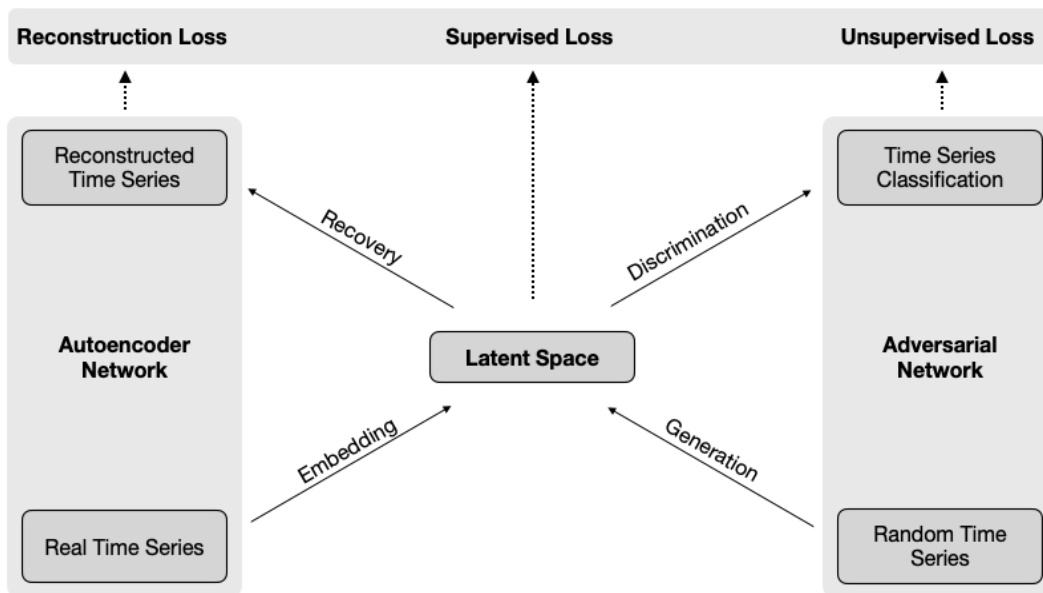 Reconstruction Loss
Supervised Loss
Unsupervised Loss
Reconstructed
Time Series
Time Series
Classification
Recovery
Discrimination
Autoencoder
Network
Latent Space
Adversarial
Network
Embedding
Generation
Real Time Series
Random Time
Series